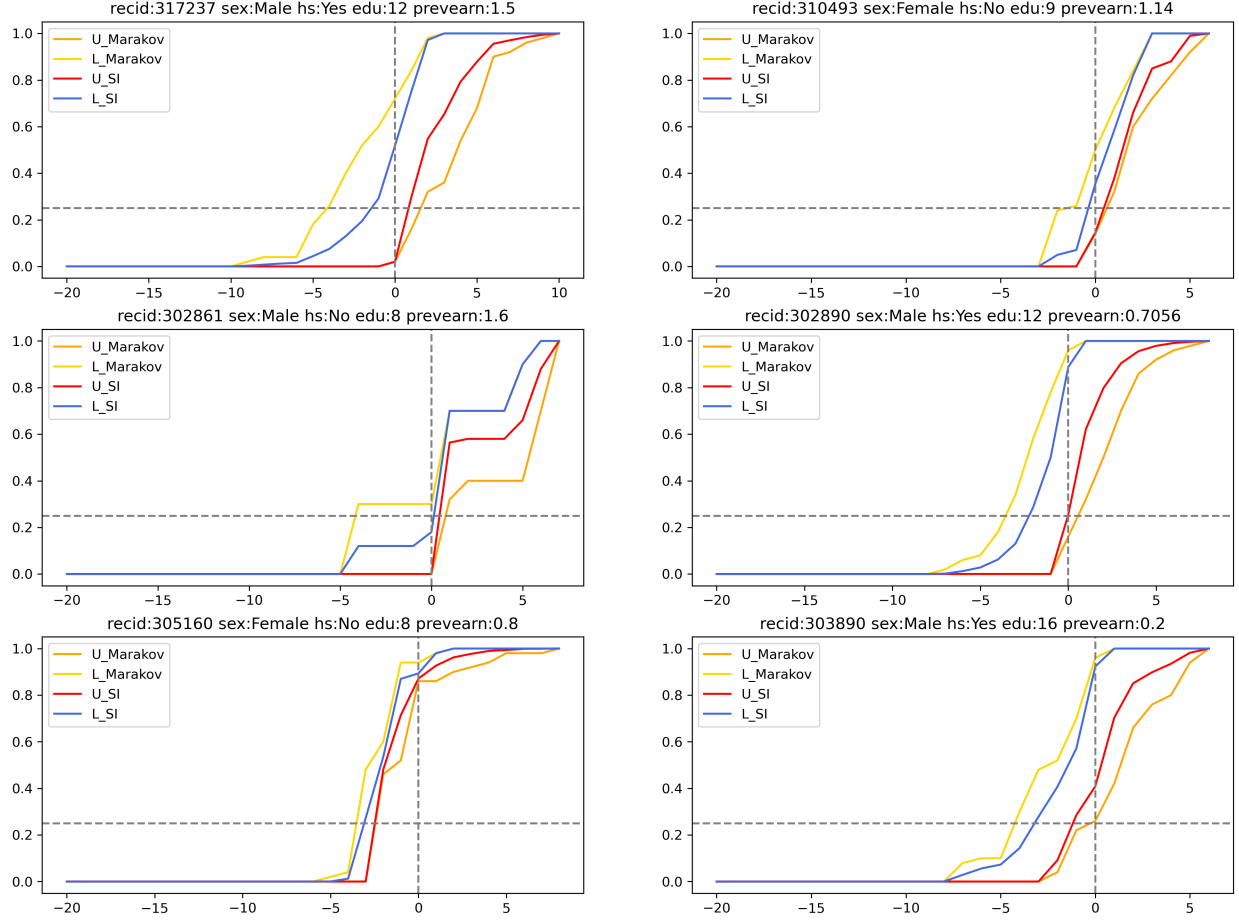 recid:317237 sex:Male hs:Yes edu:12 prevearn:1.5
1.0
0.8
0.6
0.4
0.2
0.0
U_Marakov
L_Marakov
U_SI
L_SI
−20 −15 −10 −5 0 5 10
recid:310493 sex:Female hs:No edu:9 prevearn:1.14
1.0
0.8
0.6
0.4
0.2
0.0
U_Marakov
L_Marakov
U_SI
L_SI
−20 −15 −10 −5 0 5
recid:302861 sex:Male hs:No edu:8 prevearn:1.6
1.0
0.8
0.6
0.4
0.2
0.0
U_Marakov
L_Marakov
U_SI
L_SI
−20 −15 −10 −5 0 5
recid:302890 sex:Male hs:Yes edu:12 prevearn:0.7056
1.0
0.8
0.6
0.4
0.2
0.0
U_Marakov
L_Marakov
U_SI
L_SI
−20 −15 −10 −5 0 5
recid:305160 sex:Female hs:No edu:8 prevearn:0.8
1.0
0.8
0.6
0.4
0.2
0.0
U_Marakov
L_Marakov
U_SI
L_SI
−20 −15 −10 −5 0 5
recid:303890 sex:Male hs:Yes edu:16 prevearn:0.2
1.0
0.8
0.6
0.4
0.2
0.0
U_Marakov
L_Marakov
U_SI
L_SI
−20 −15 −10 −5 0 5